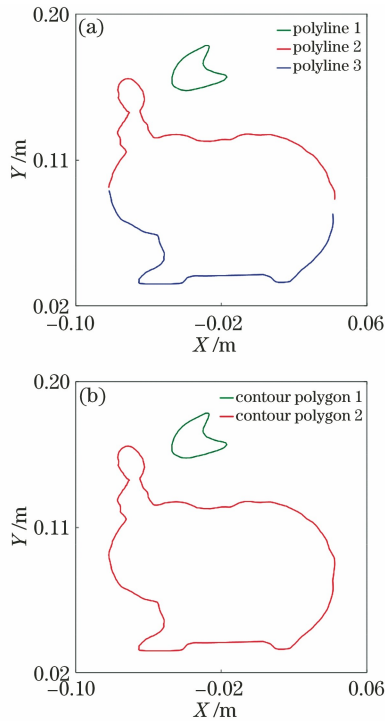 (a)
polyline 1
polyline 2
polyline 3
0.20
0.11
0.02
Y/m
−0.10
−0.02
0.06
X/m
(b)
contour polygon 1
contour polygon 2
0.20
0.11
0.02
Y/m
−0.10
−0.02
0.06
X/m